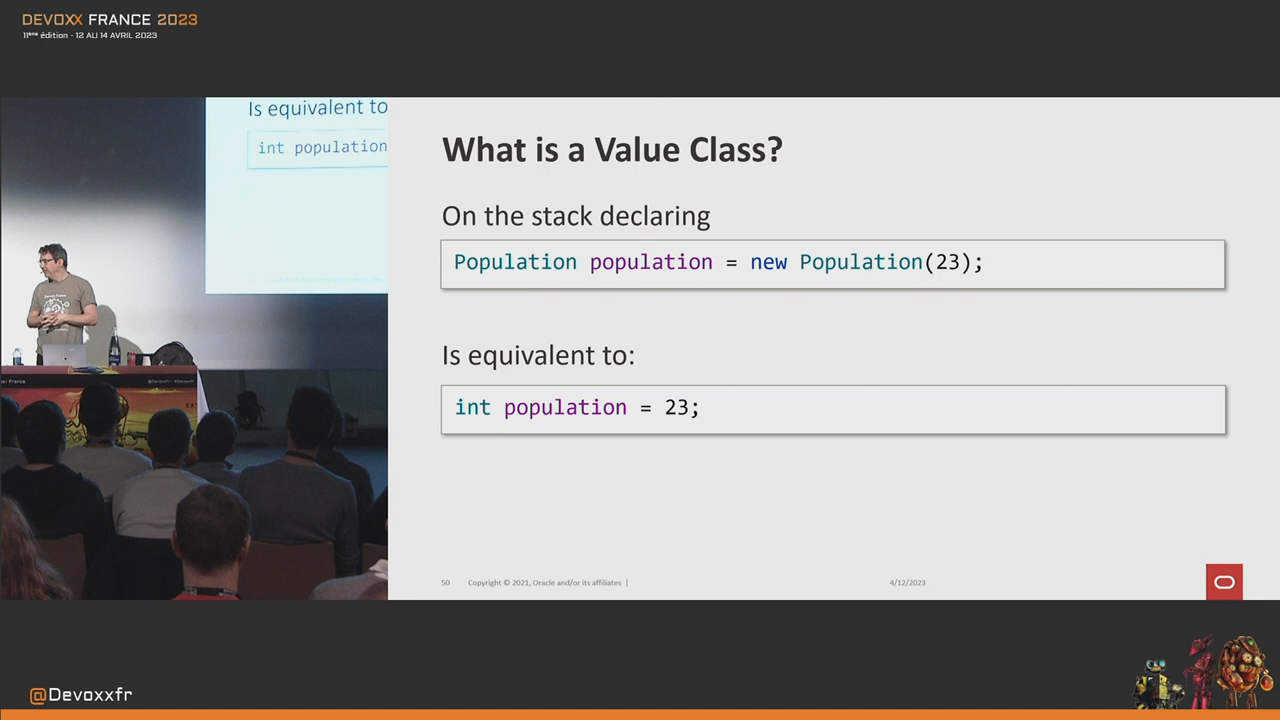 DEVOXX FRANCE 2023
11ème édition - 12 AU 14 AVRIL 2023
Is equivalent to
int population
What is a Value Class?
On the stack declaring
Population population = new Population(23);
Is equivalent to:
int population = 23;
50 Copyright © 2021, Oracle and/or its affiliates | 4/12/2023
@Devoxxfr